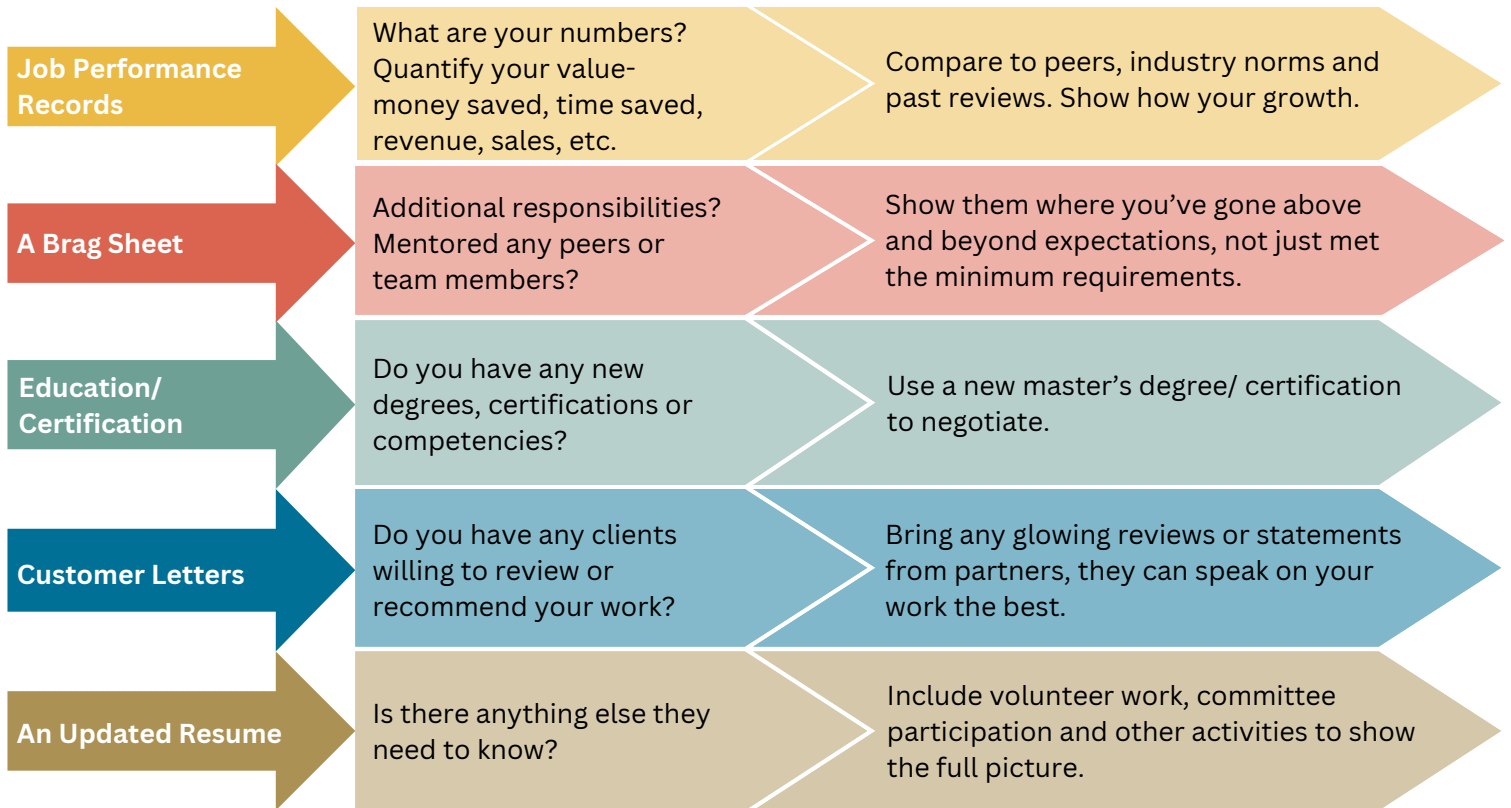 Job Performance
Records
What are your numbers?
Quantify your value-
money saved, time saved,
revenue, sales, etc.
Compare to peers, industry norms and
past reviews. Show how your growth.
A Brag Sheet
Additional responsibilities?
Mentored any peers or
team members?
Show them where you’ve gone above
and beyond expectations, not just met
the minimum requirements.
Education/
Certification
Do you have any new
degrees, certifications or
competencies?
Use a new master’s degree/ certification
to negotiate.
Customer Letters
Do you have any clients
willing to review or
recommend your work?
Bring any glowing reviews or statements
from partners, they can speak on your
work the best.
An Updated Resume
Is there anything else they
need to know?
Include volunteer work, committee
participation and other activities to show
the full picture.